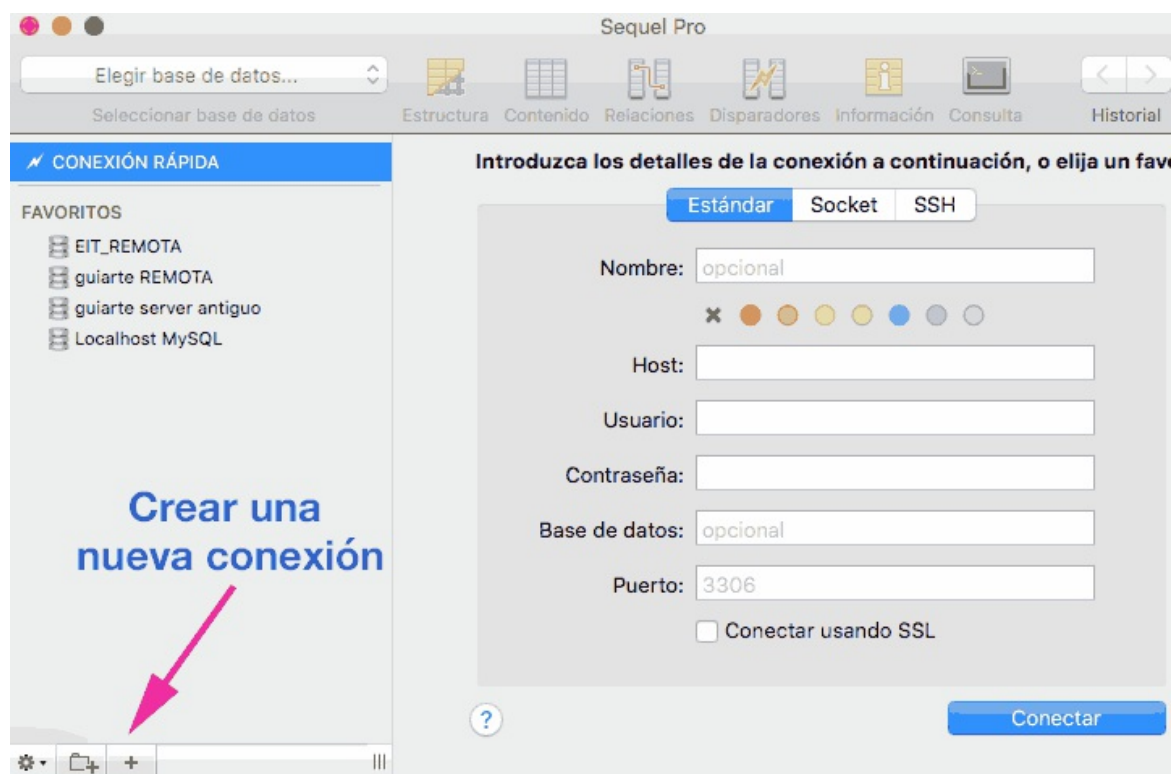 Sequel Pro
Elegir base de datos...
Seleccionar base de datos
Estructura Contenido Relaciones Disparadores Información Consulta Historial
CONEXIÓN RÁPIDA
FAVORITOS
EIT_REMOTA
guiarte REMOTA
guiarte server antiguo
Localhost MySQL
Crear una
nueva conexión
Introduzca los detalles de la conexión a continuación, o elija un fav
Estándar Socket SSH
Nombre: opcional
Host:
Usuario:
Contraseña:
Base de datos: opcional
Puerto: 3306
Conectar usando SSL
? Conectar